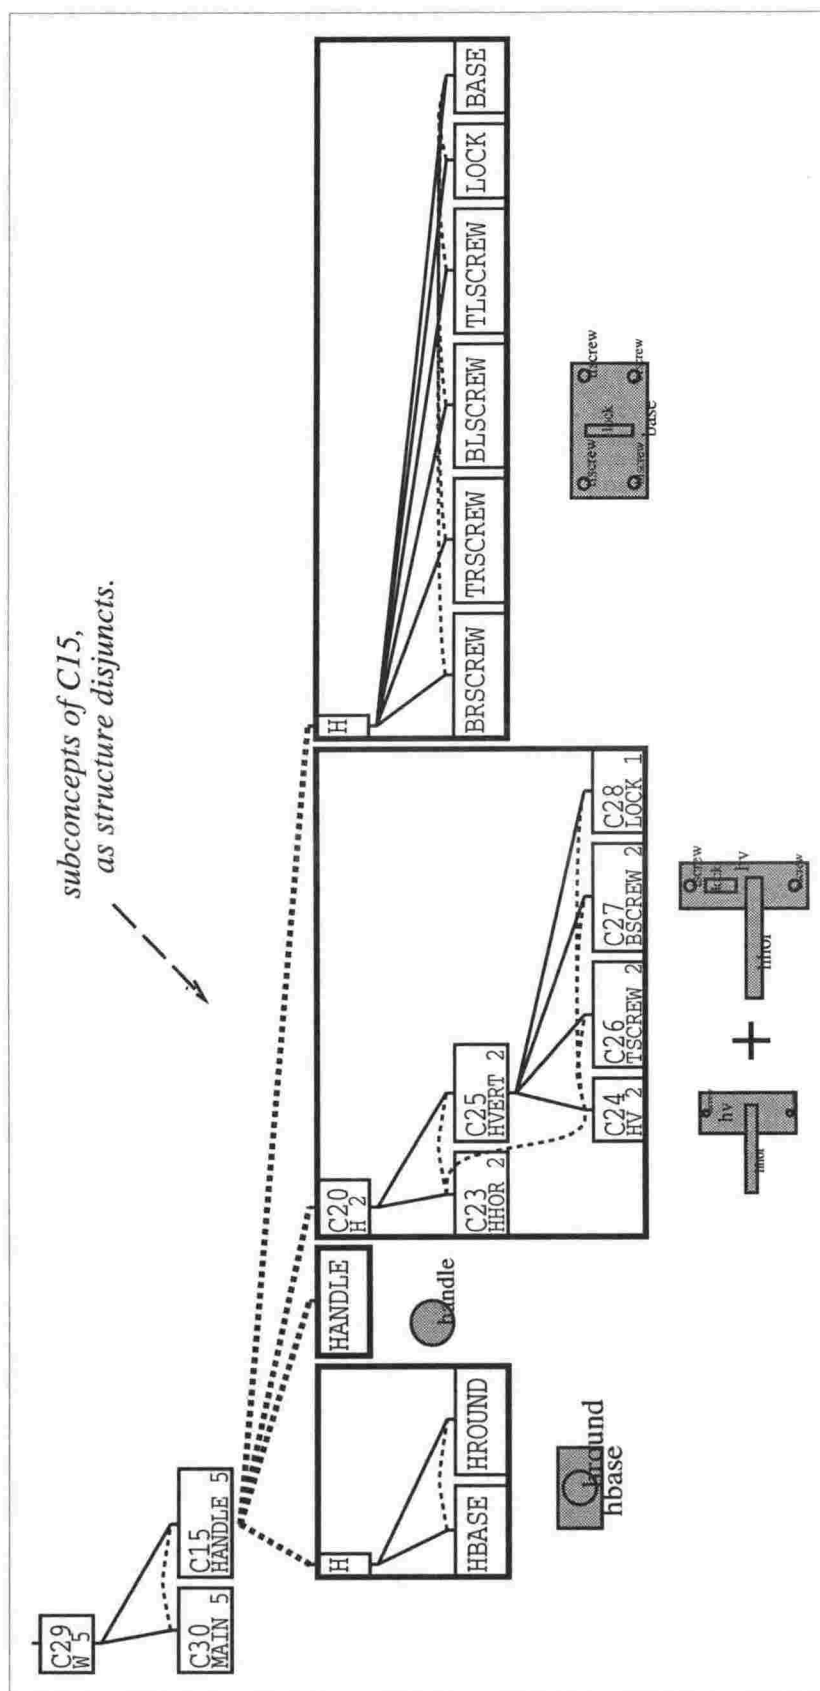 subconcepts of C15,
as structure disjuncts.
C29
W 5
C30
MAIN 5
C15
HANDLE 5
H
HBASE
HROUND
HANDLE
C20
H 2
C23
HHOR 2
C25
HVERT 2
C24
HV 2
C26
TSCREW 2
C27
BSCREW 2
C28
LOCK 1
H
BRSCREW
TRSCREW
BLSCREW
TLSCREW
LOCK
BASE
hround
hbase
handle
hv
hhor
+
lock
hv
hhor
lock
base